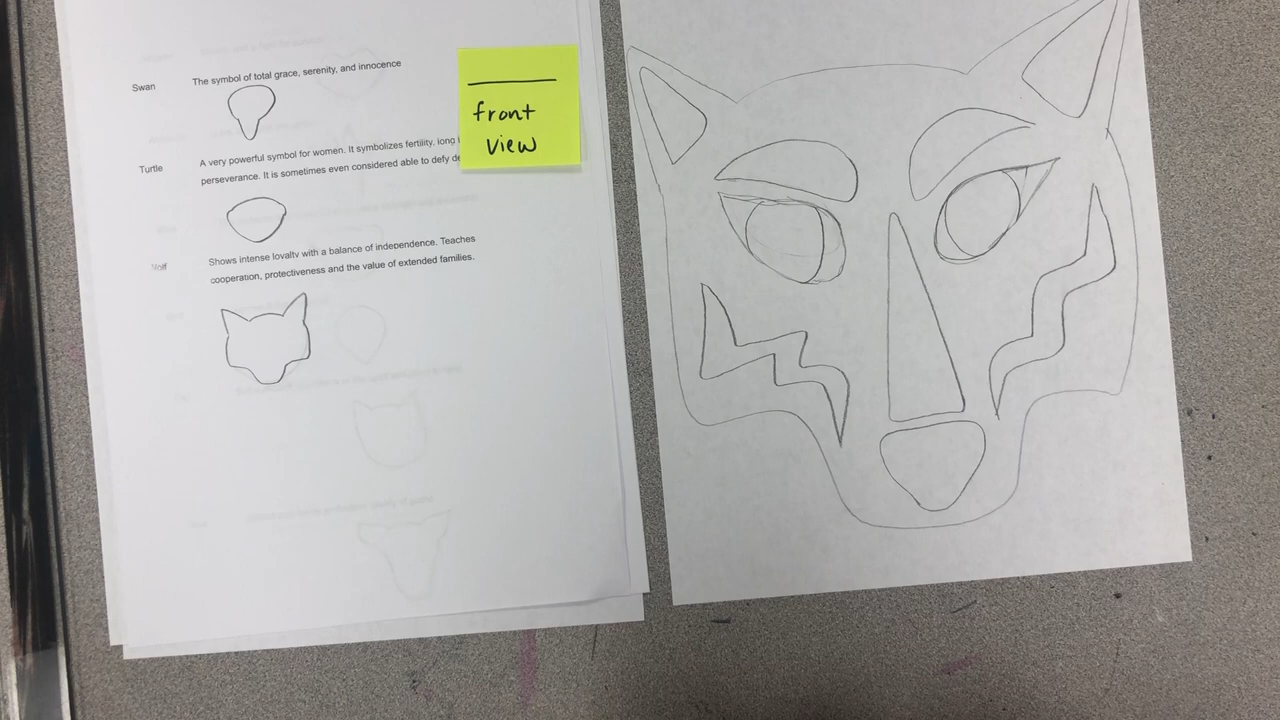 Swan The symbol of total grace, serenity, and innocence
Turtle A very powerful symbol for women. It symbolizes fertility, long
perseverance. It is sometimes even considered able to defy
Wolf Shows intense loyalty with a balance of independence. Teaches
cooperation, protectiveness and the value of extended families.
front
view